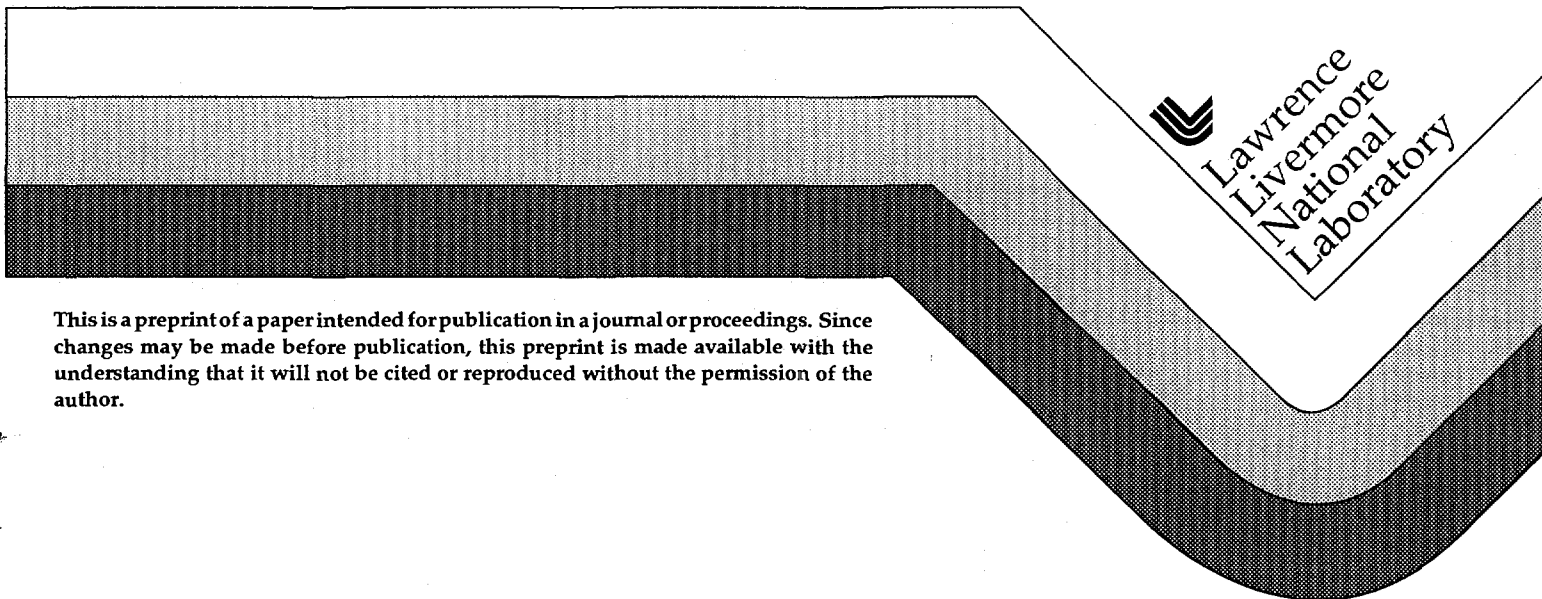 Lawrence
Livermore
National
Laboratory
This is a preprint of a paper intended for publication in a journal or proceedings. Since
changes may be made before publication, this preprint is made available with the
understanding that it will not be cited or reproduced without the permission of the
author.